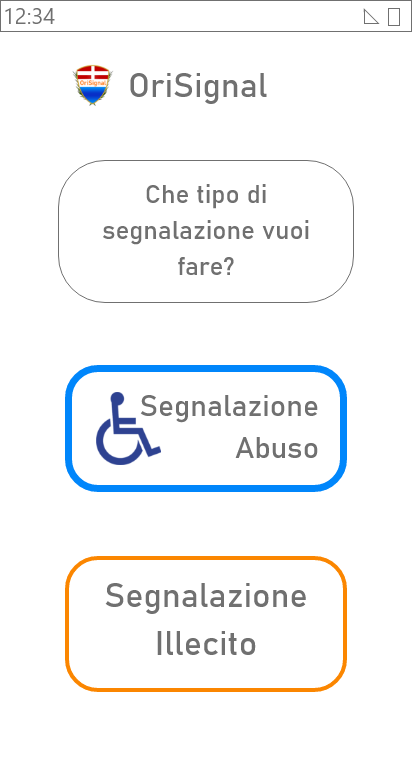 12:34
OriSignal
Che tipo di
segnalazione vuoi
fare?
Segnalazione
Abuso
Segnalazione
Illecito